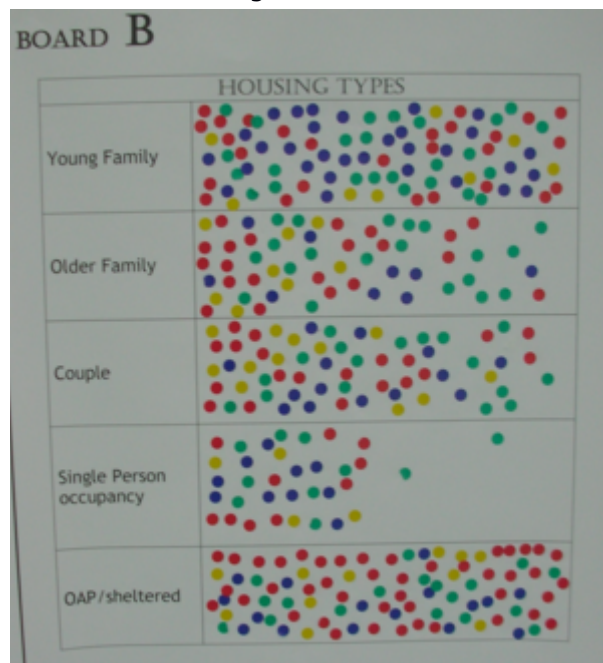 BOARD B
HOUSING TYPES
Young Family
Older Family
Couple
Single Person
occupancy
OAP/sheltered